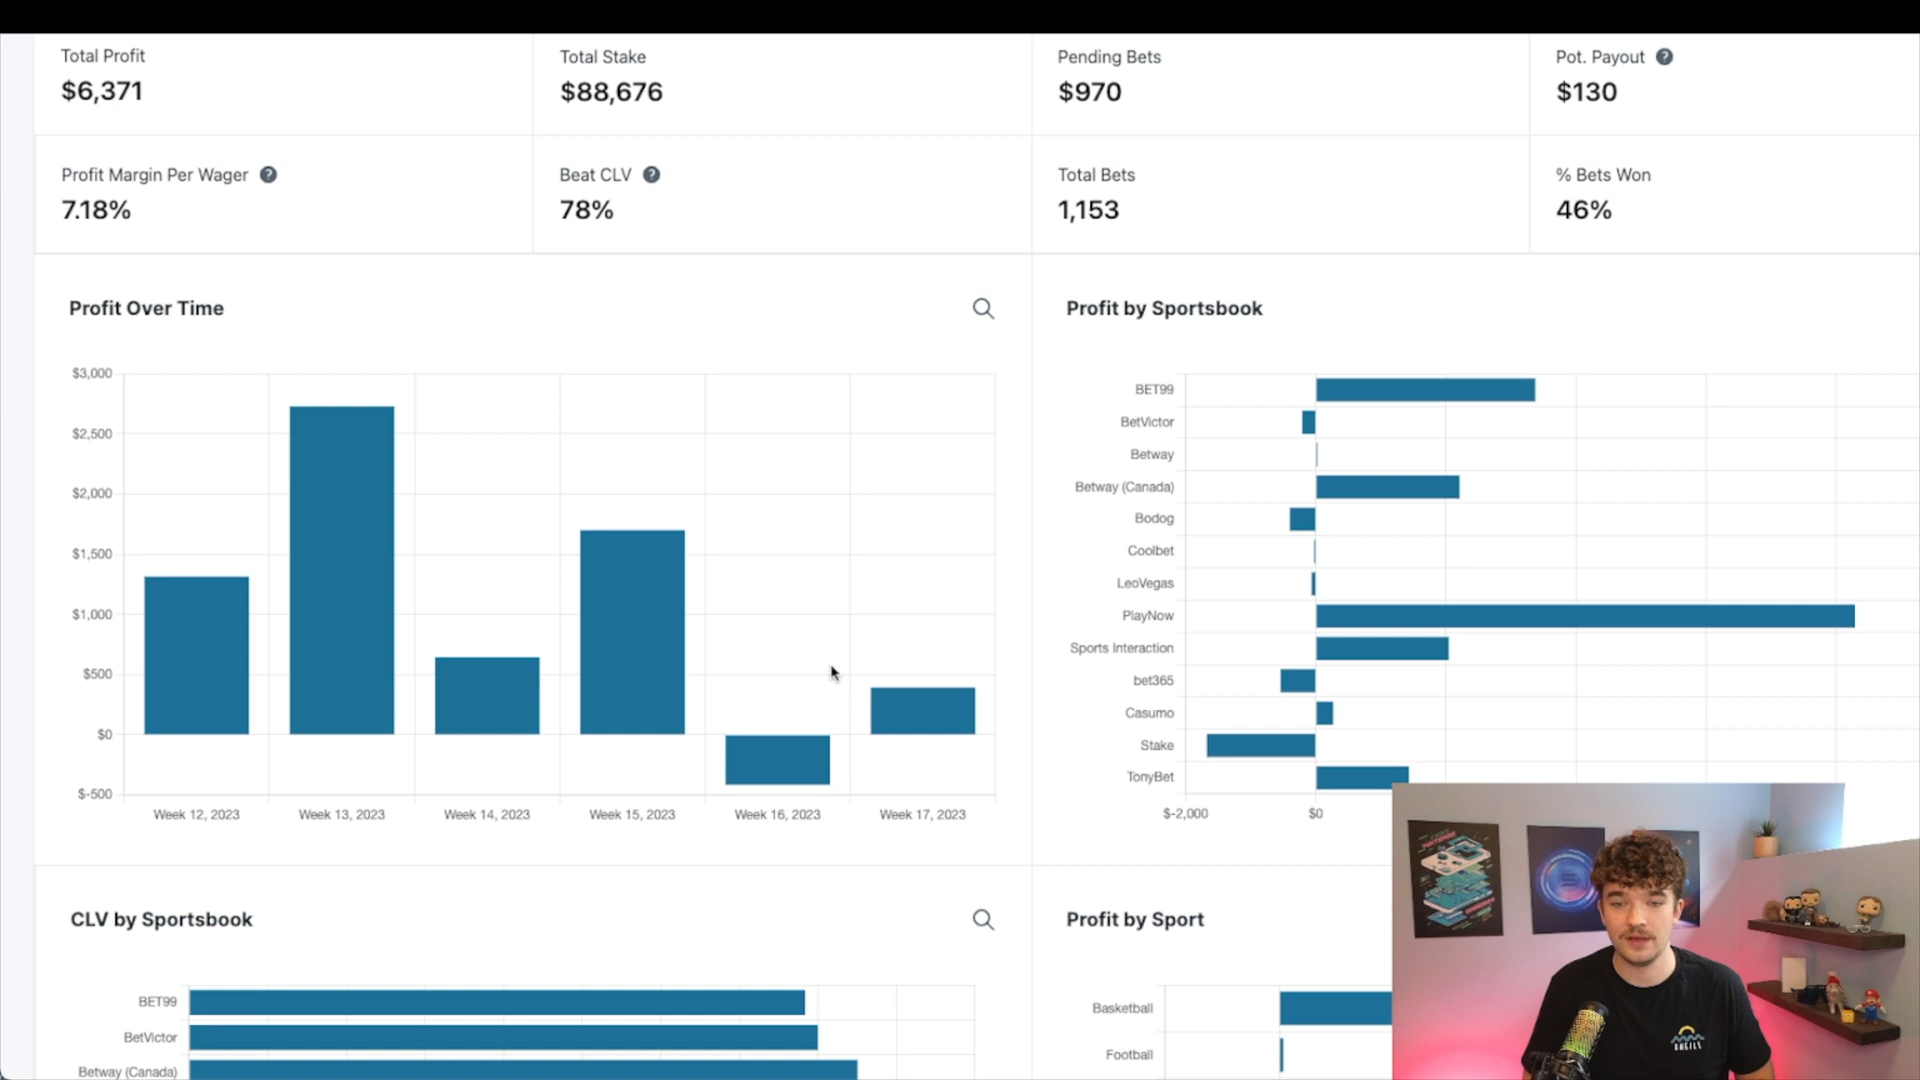 Total Profit
$6,371
Total Stake
$88,676
Pending Bets
$970
Pot. Payout ?
$130
Profit Margin Per Wager ?
7.18%
Beat CLV ?
78%
Total Bets
1,153
% Bets Won
46%
Profit Over Time
$3,000
$2,500
$2,000
$1,500
$1,000
$500
$0
$-500
Week 12, 2023
Week 13, 2023
Week 14, 2023
Week 15, 2023
Week 16, 2023
Week 17, 2023
Profit by Sportsbook
BET99
BetVictor
Betway
Betway (Canada)
Bodog
Coolbet
LeoVegas
PlayNow
Sports Interaction
bet365
Casumo
Stake
TonyBet
$-2,000
$0
CLV by Sportsbook
BET99
BetVictor
Betway (Canada)
Profit by Sport
Basketball
Football